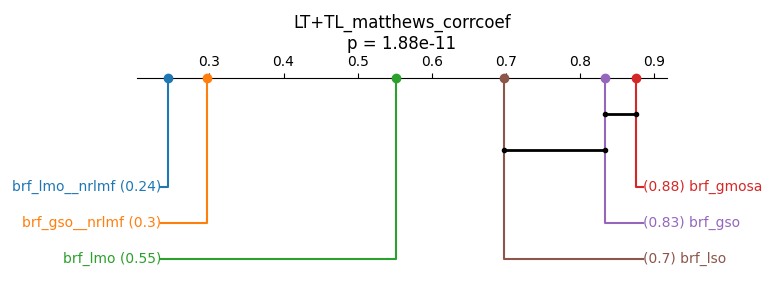 LT+TL_matthews_corrcoef
p = 1.88e-11
0.3 0.4 0.5 0.6 0.7 0.8 0.9
brf_lmo__nrlmf (0.24) (0.88) brf_gmosa
brf_gso__nrlmf (0.3) (0.83) brf_gso
brf_lmo (0.55) (0.7) brf_lso